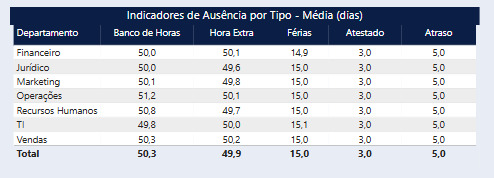 Indicadores de Ausência por Tipo - Média (dias)
Departamento Banco de Horas Hora Extra Férias Atestado Atraso
Financeiro 50,0 50,1 14,9 3,0 5,0
Jurídico 50,0 49,6 15,0 3,0 5,0
Marketing 50,1 49,8 15,0 3,0 5,0
Operações 51,2 50,1 15,0 3,0 5,0
Recursos Humanos 50,8 49,7 15,0 3,0 5,0
TI 49,8 50,0 15,1 3,0 5,0
Vendas 50,3 50,2 15,0 3,0 5,0
Total 50,3 49,9 15,0 3,0 5,0